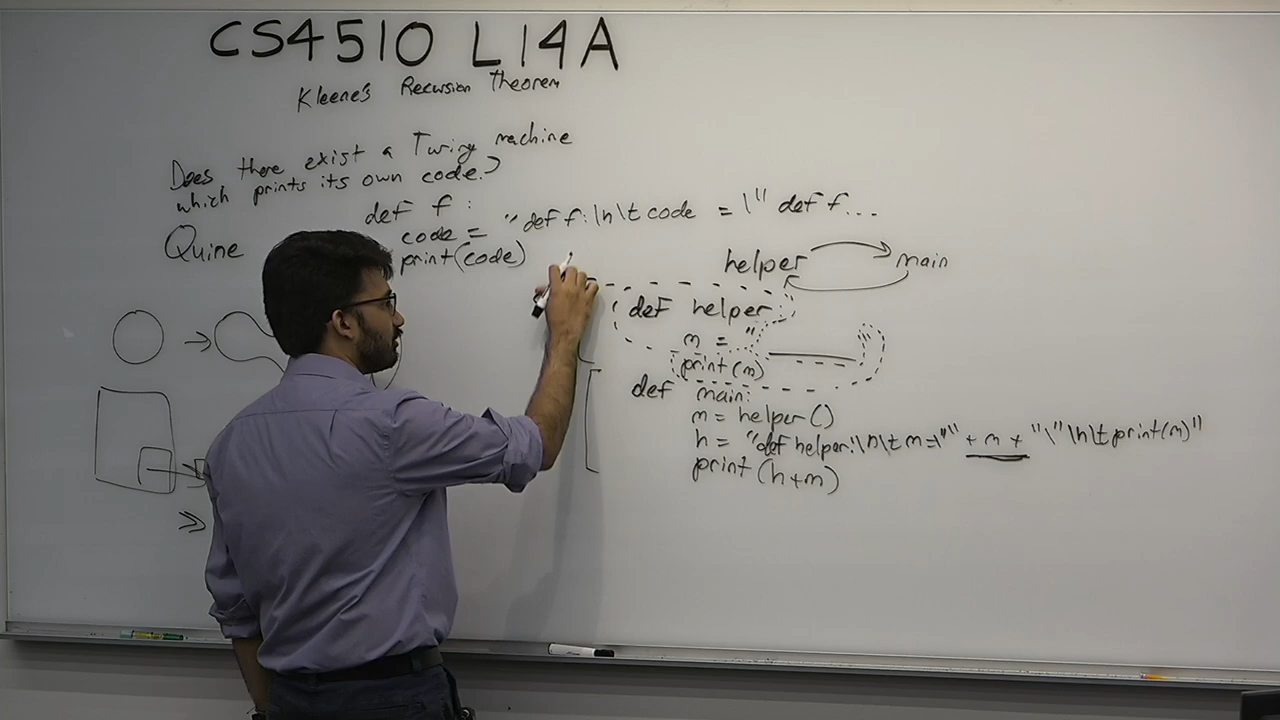 CS4510 L14A
Kleene's Recursion Theorem
Does there exist a Turing machine
which prints its own code?
Quine
def f:
code = "def f:\n\t code = \" def f...
print(code)
helper main
def helper
m = " "
print(m)
def main:
m = helper()
h = "def helper:\n\t m=\"" + m + "\"\n\t print(m)"
print (h+m)